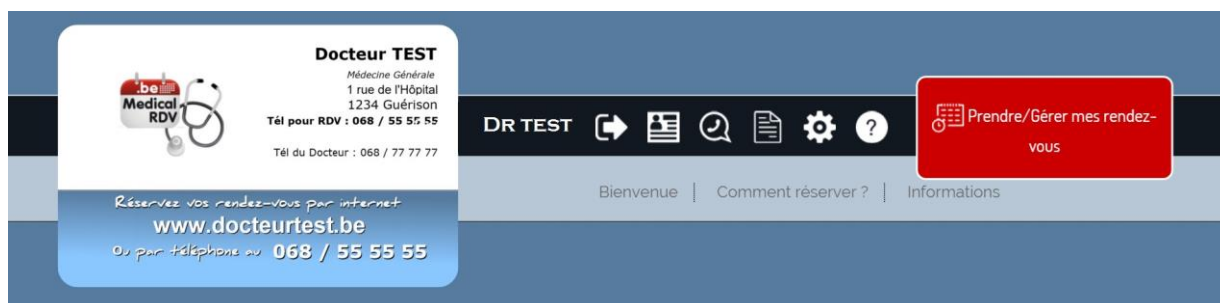 .be
Medical
RDV
Docteur TEST
Médecine Générale
1 rue de l'Hôpital
1234 Guérison
Tél pour RDV : 068 / 55 55 55
Tél du Docteur : 068 / 77 77 77
Réservez vos rendez-vous par internet
www.docteurtest.be
Ou par téléphone au 068 / 55 55 55
DR TEST
?
Prendre/Gérer mes rendez-
vous
Bienvenue | Comment réserver ? | Informations